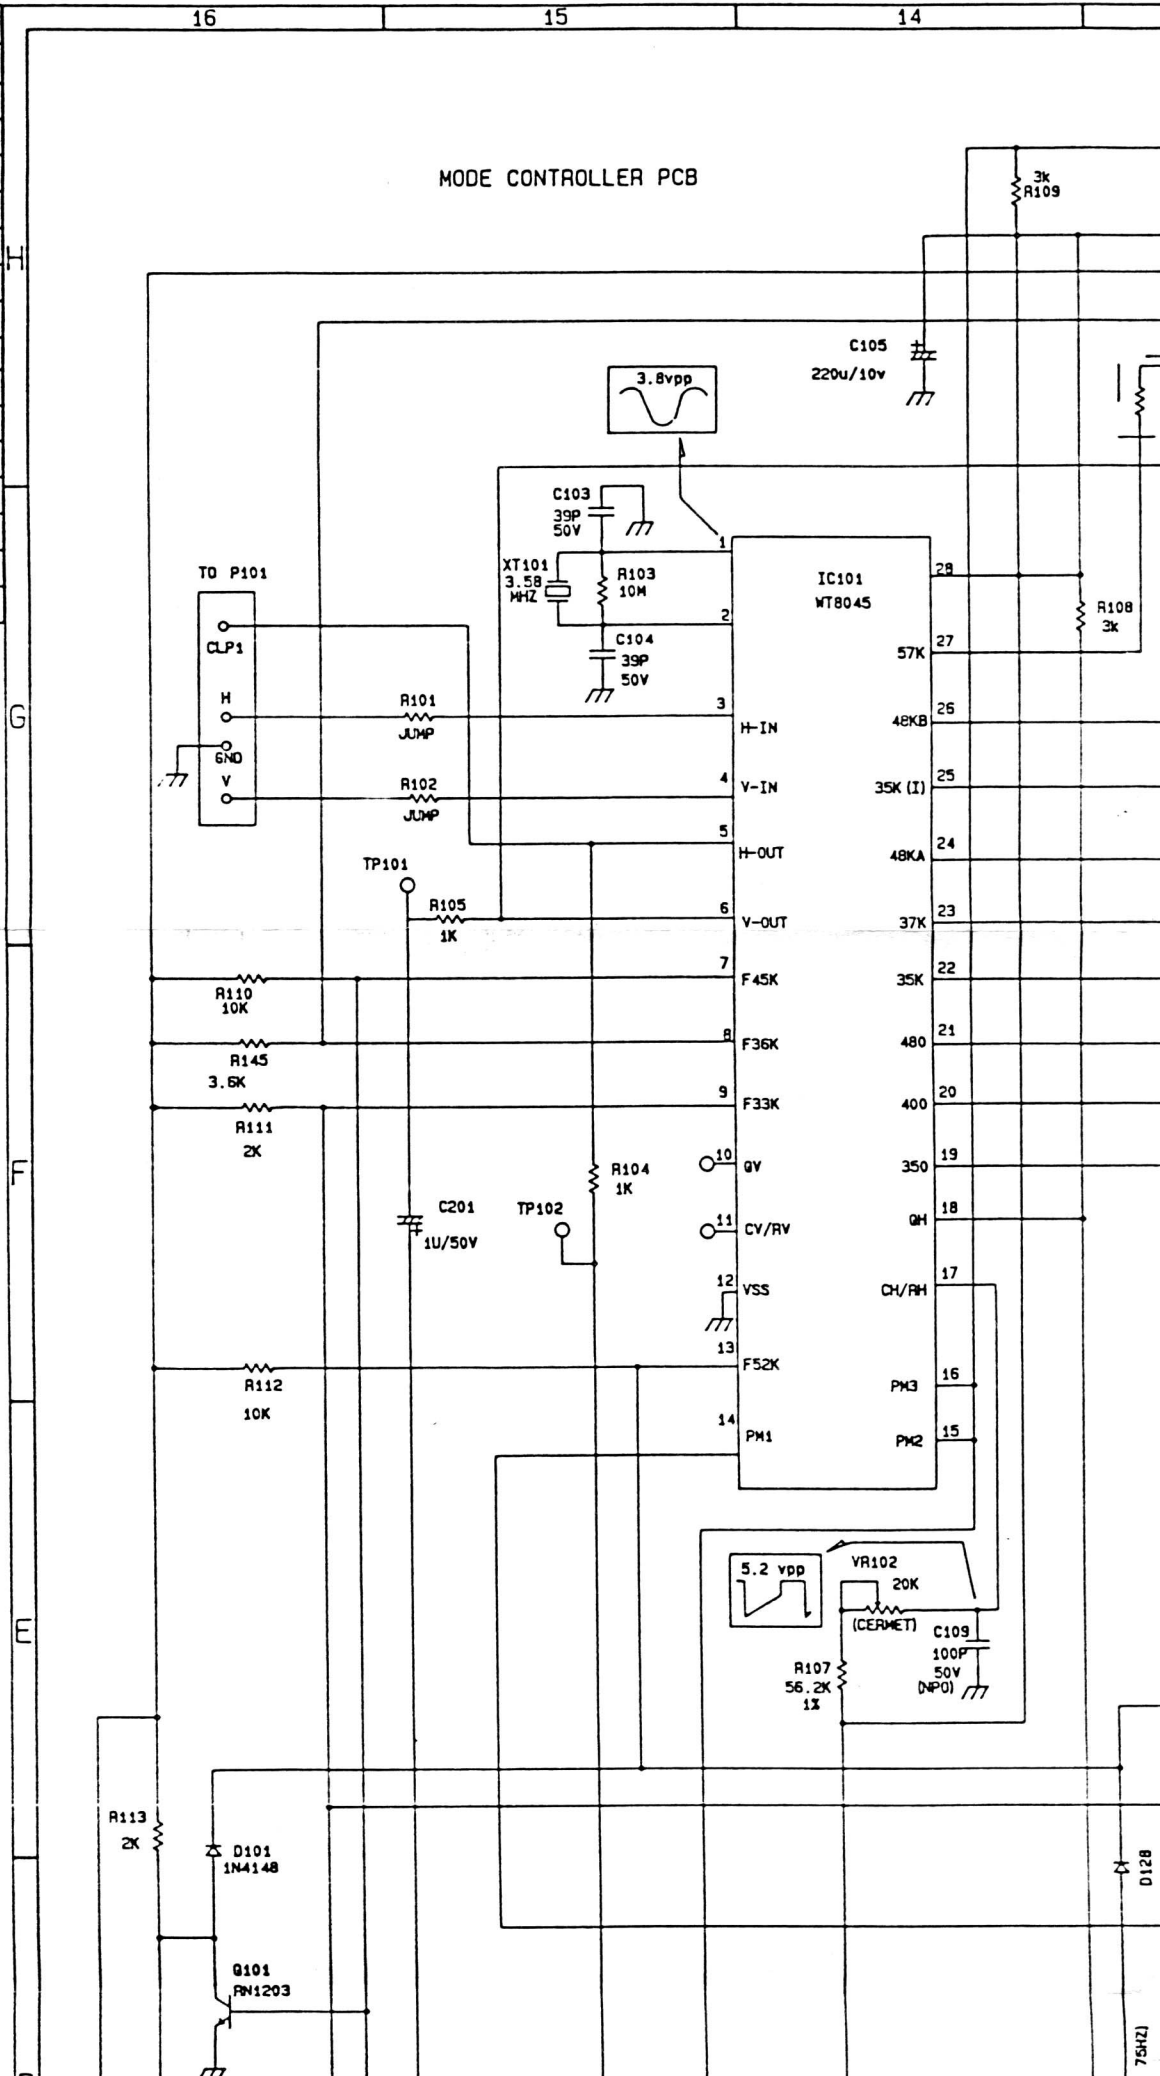 16 15 14
MODE CONTROLLER PCB
3k
R109
H
C105
220u/10v
+
3.8vpp
C103
39P
50V
XT101
3.58
MHZ
R103
10M
C104
39P
50V
TO P101
CLP1
H
GND
V
R101
JUMP
R102
JUMP
G
IC101
WT8045
1
2
3 H-IN
4 V-IN
5 H-OUT
6 V-OUT
7 F45K
8 F36K
9 F33K
10 QV
11 CV/RV
12 VSS
13 F52K
14 PM1
28
57K 27
48KB 26
35K(I) 25
48KA 24
37K 23
35K 22
480 21
400 20
350 19
QH 18
CH/RH 17
PM3 16
PM2 15
R108
3k
TP101
R105
1K
R110
10K
R145
3.6K
R111
2K
F
R104
1K
TP102
C201
+
1U/50V
R112
10K
5.2 vpp
VR102
20K
(CERMET)
E
C109
100P
50V
(NPO)
R107
56.2K
1%
R113
2K
D101
1N4148
D128
Q101
RN1203
75HZ)